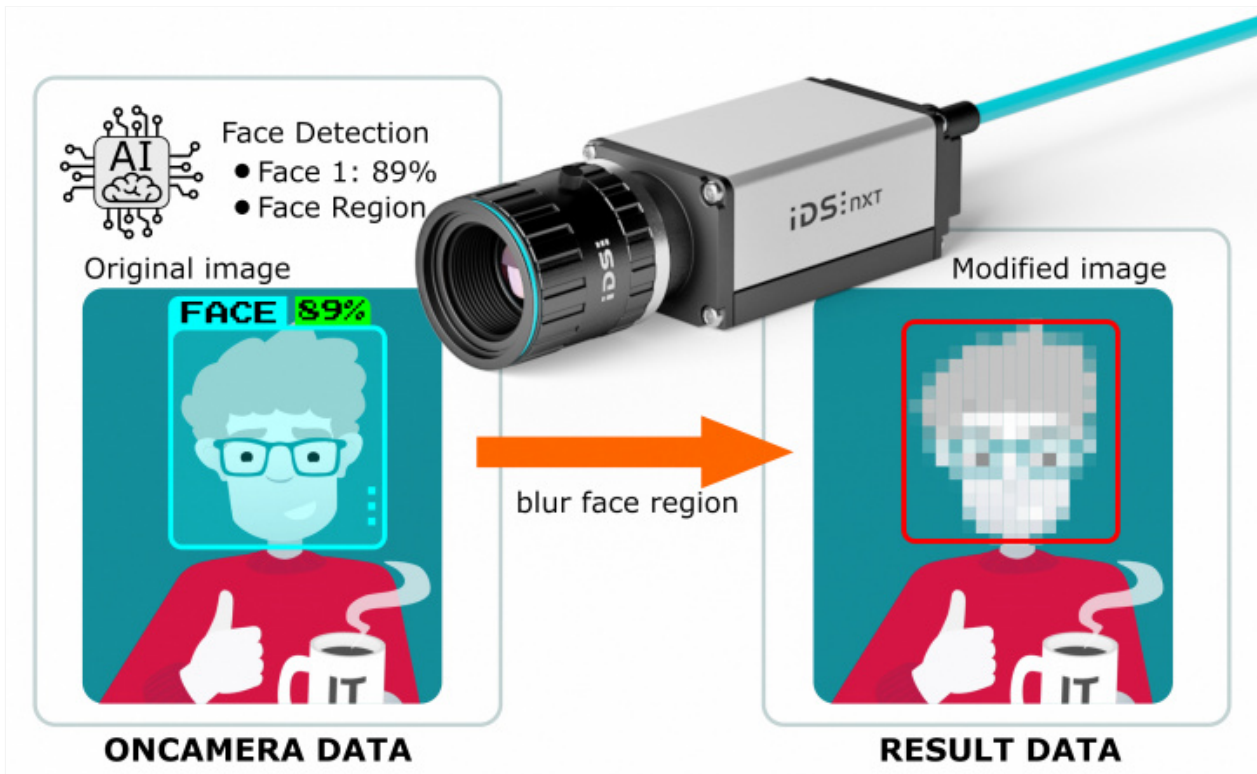 AI
Face Detection
● Face 1: 89%
● Face Region
iDS:nXT
iDS:
Original image
Modified image
FACE 89%
blur face region
IT
IT
ONCAMERA DATA
RESULT DATA